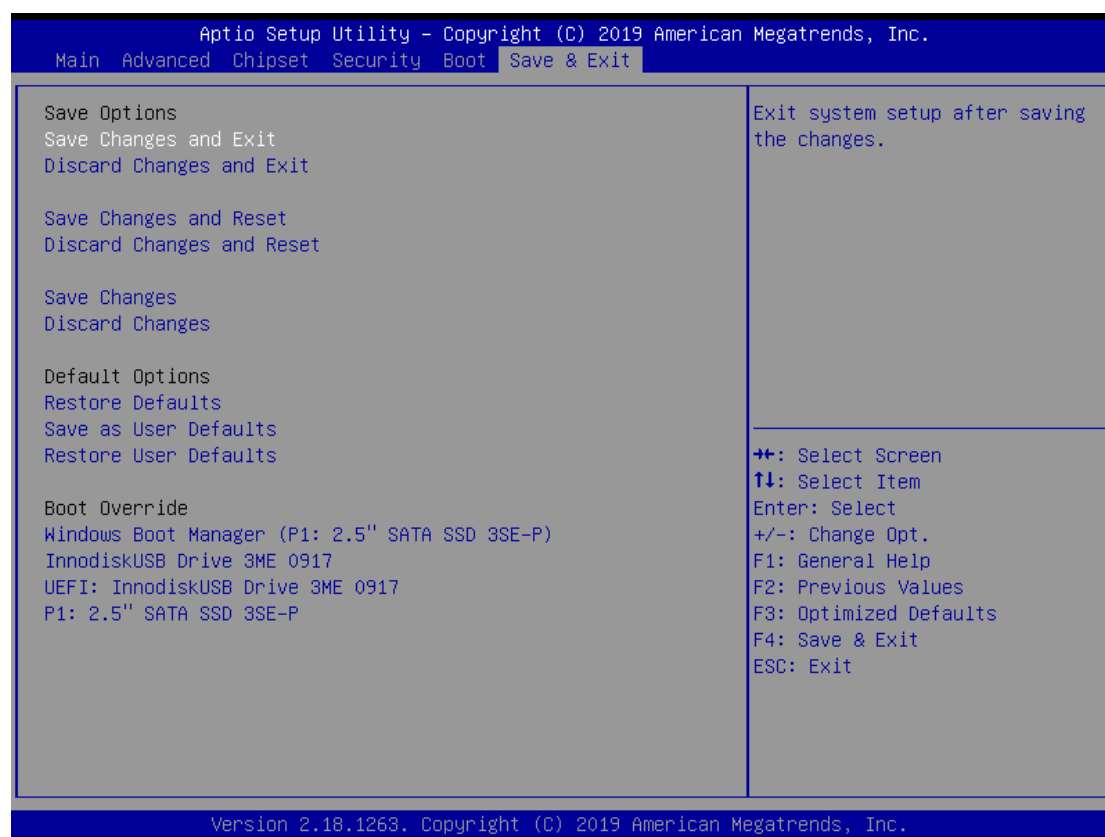 Aptio Setup Utility – Copyright (C) 2019 American Megatrends, Inc.
Main Advanced Chipset Security Boot Save & Exit
Save Options
Save Changes and Exit
Discard Changes and Exit
Save Changes and Reset
Discard Changes and Reset
Save Changes
Discard Changes
Default Options
Restore Defaults
Save as User Defaults
Restore User Defaults
Boot Override
Windows Boot Manager (P1: 2.5" SATA SSD 3SE-P)
InnodiskUSB Drive 3ME 0917
UEFI: InnodiskUSB Drive 3ME 0917
P1: 2.5" SATA SSD 3SE-P
Exit system setup after saving
the changes.
→←: Select Screen
↑↓: Select Item
Enter: Select
+/-: Change Opt.
F1: General Help
F2: Previous Values
F3: Optimized Defaults
F4: Save & Exit
ESC: Exit
Version 2.18.1263. Copyright (C) 2019 American Megatrends, Inc.